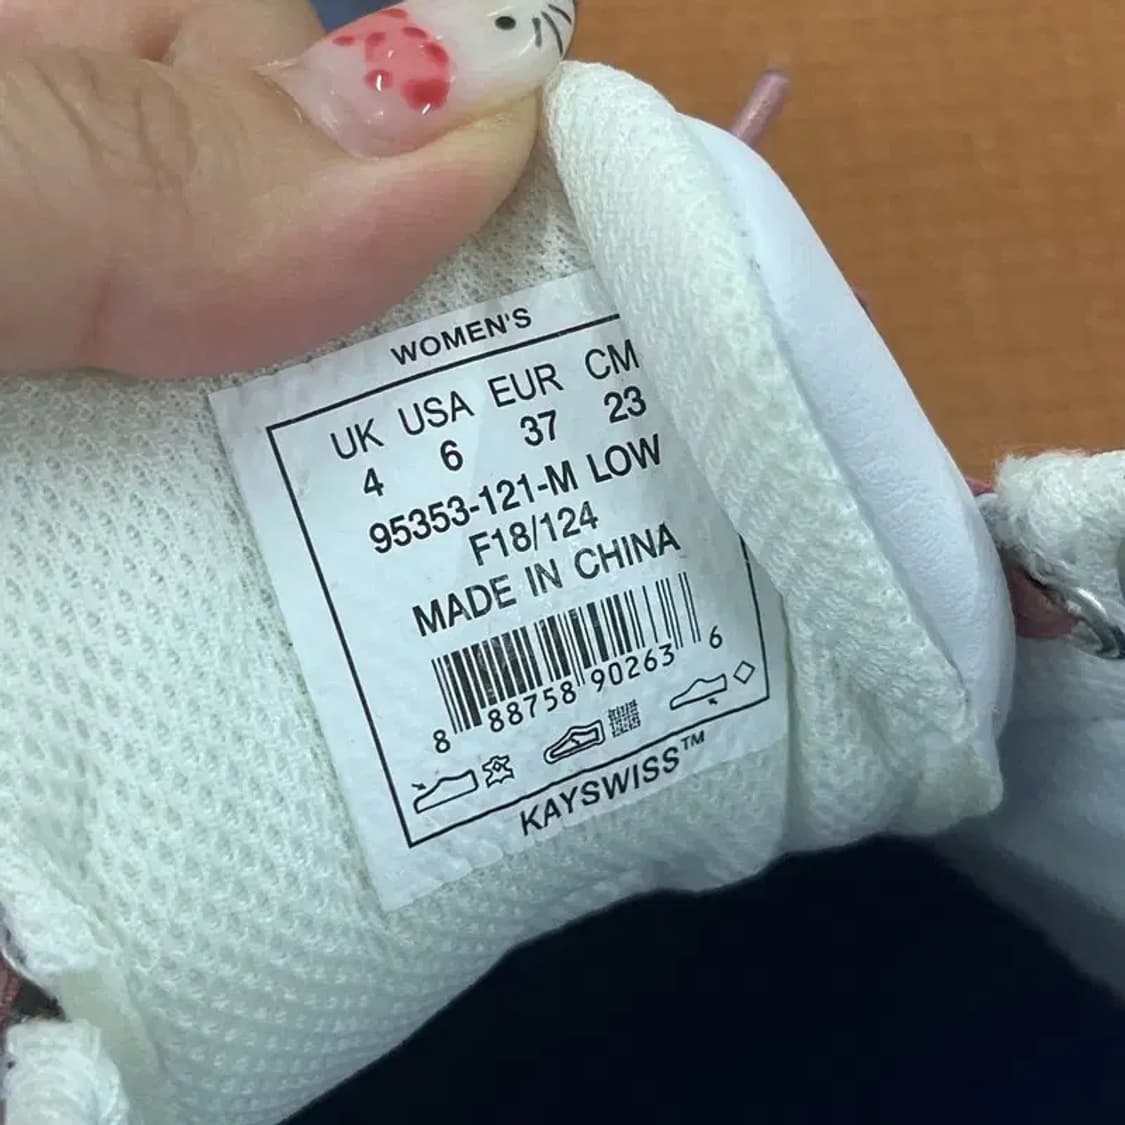 WOMEN'S
UK USA EUR CM
4 6 37 23
95353-121-M LOW
F18/124
MADE IN CHINA
8 88758 90263 6
KAYSWISS™